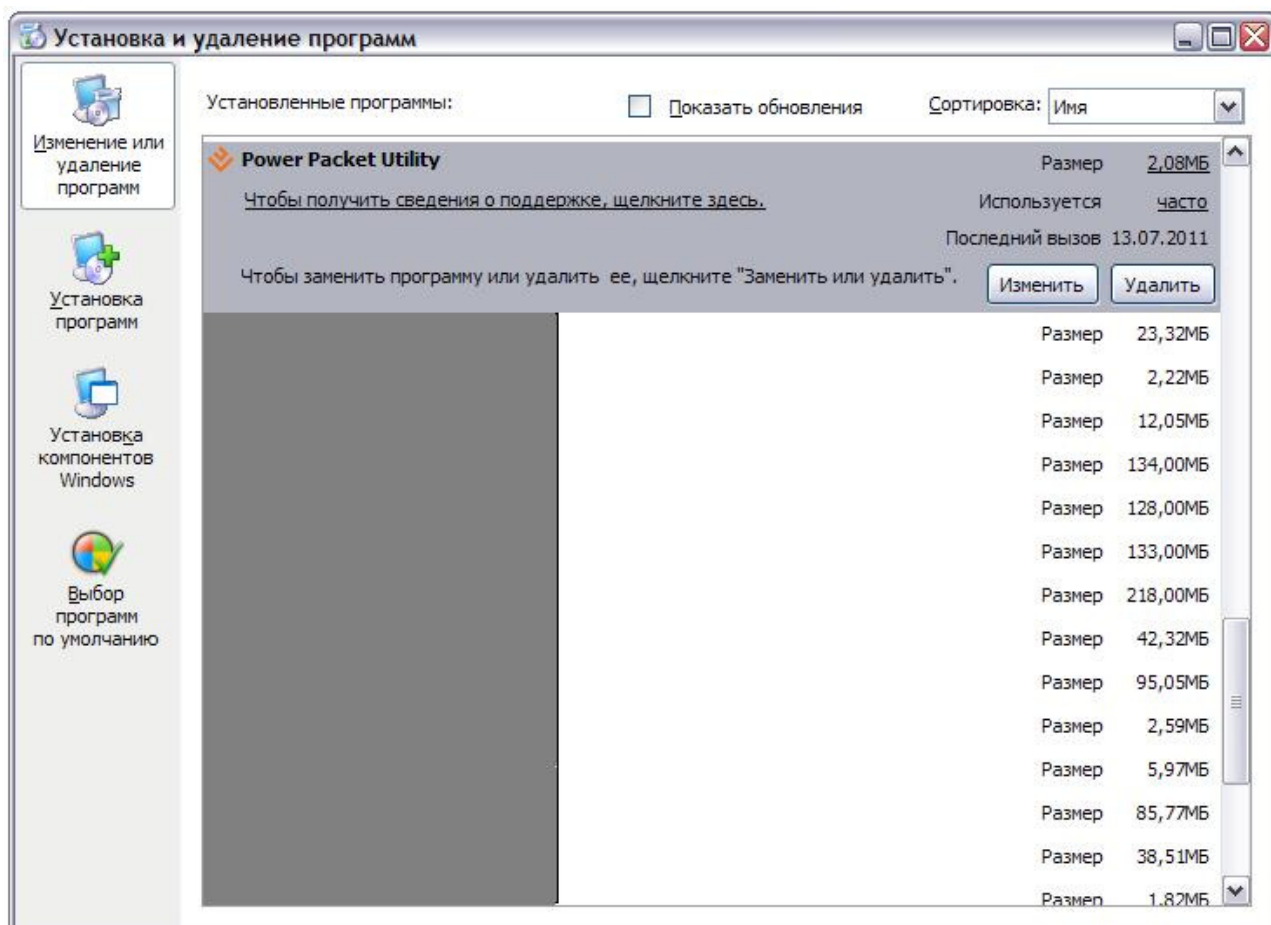 Установка и удаление программ
Изменение или
удаление
программ
Установка
программ
Установка
компонентов
Windows
Выбор
программ
по умолчанию
Установленные программы:
Показать обновления
Сортировка: Имя
Power Packet Utility
Размер 2,08МБ
Чтобы получить сведения о поддержке, щелкните здесь.
Используется часто
Последний вызов 13.07.2011
Чтобы заменить программу или удалить ее, щелкните "Заменить или удалить".
Изменить Удалить
Размер 23,32МБ
Размер 2,22МБ
Размер 12,05МБ
Размер 134,00МБ
Размер 128,00МБ
Размер 133,00МБ
Размер 218,00МБ
Размер 42,32МБ
Размер 95,05МБ
Размер 2,59МБ
Размер 5,97МБ
Размер 85,77МБ
Размер 38,51МБ
Размер 1,82МБ